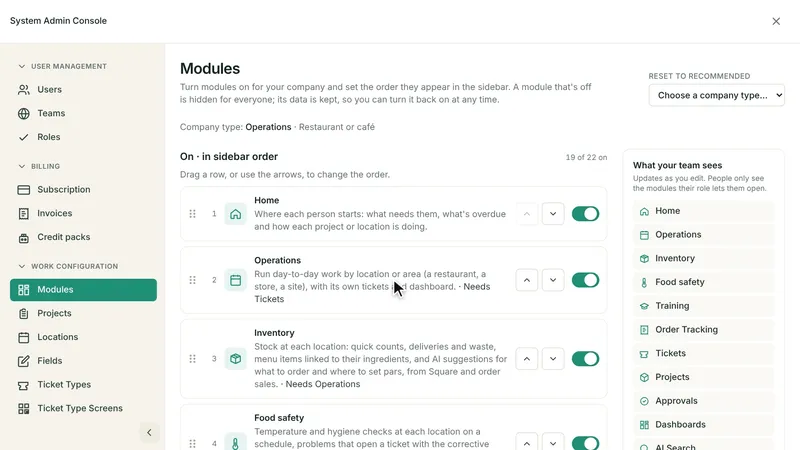 System Admin Console
USER MANAGEMENT
Users
Teams
Roles
BILLING
Subscription
Invoices
Credit packs
WORK CONFIGURATION
Modules
Projects
Locations
Fields
Ticket Types
Ticket Type Screens
Modules
Turn modules on for your company and set the order they appear in the sidebar. A module that's off
is hidden for everyone; its data is kept, so you can turn it back on at any time.
Company type: Operations · Restaurant or café
RESET TO RECOMMENDED
Choose a company type...
On · in sidebar order
19 of 22 on
Drag a row, or use the arrows, to change the order.
1
Home
Where each person starts: what needs them, what's overdue
and how each project or location is doing.
2
Operations
Run day-to-day work by location or area (a restaurant, a
store, a site), with its own tickets and dashboard. · Needs
Tickets
3
Inventory
Stock at each location: quick counts, deliveries and waste,
menu items linked to their ingredients, and AI suggestions for
what to order and where to set pars, from Square and order
sales. · Needs Operations
4
Food safety
Temperature and hygiene checks at each location on a
schedule, problems that open a ticket with the corrective
What your team sees
Updates as you edit. People only see
the modules their role lets them open.
Home
Operations
Inventory
Food safety
Training
Order Tracking
Tickets
Projects
Approvals
Dashboards
AI Search